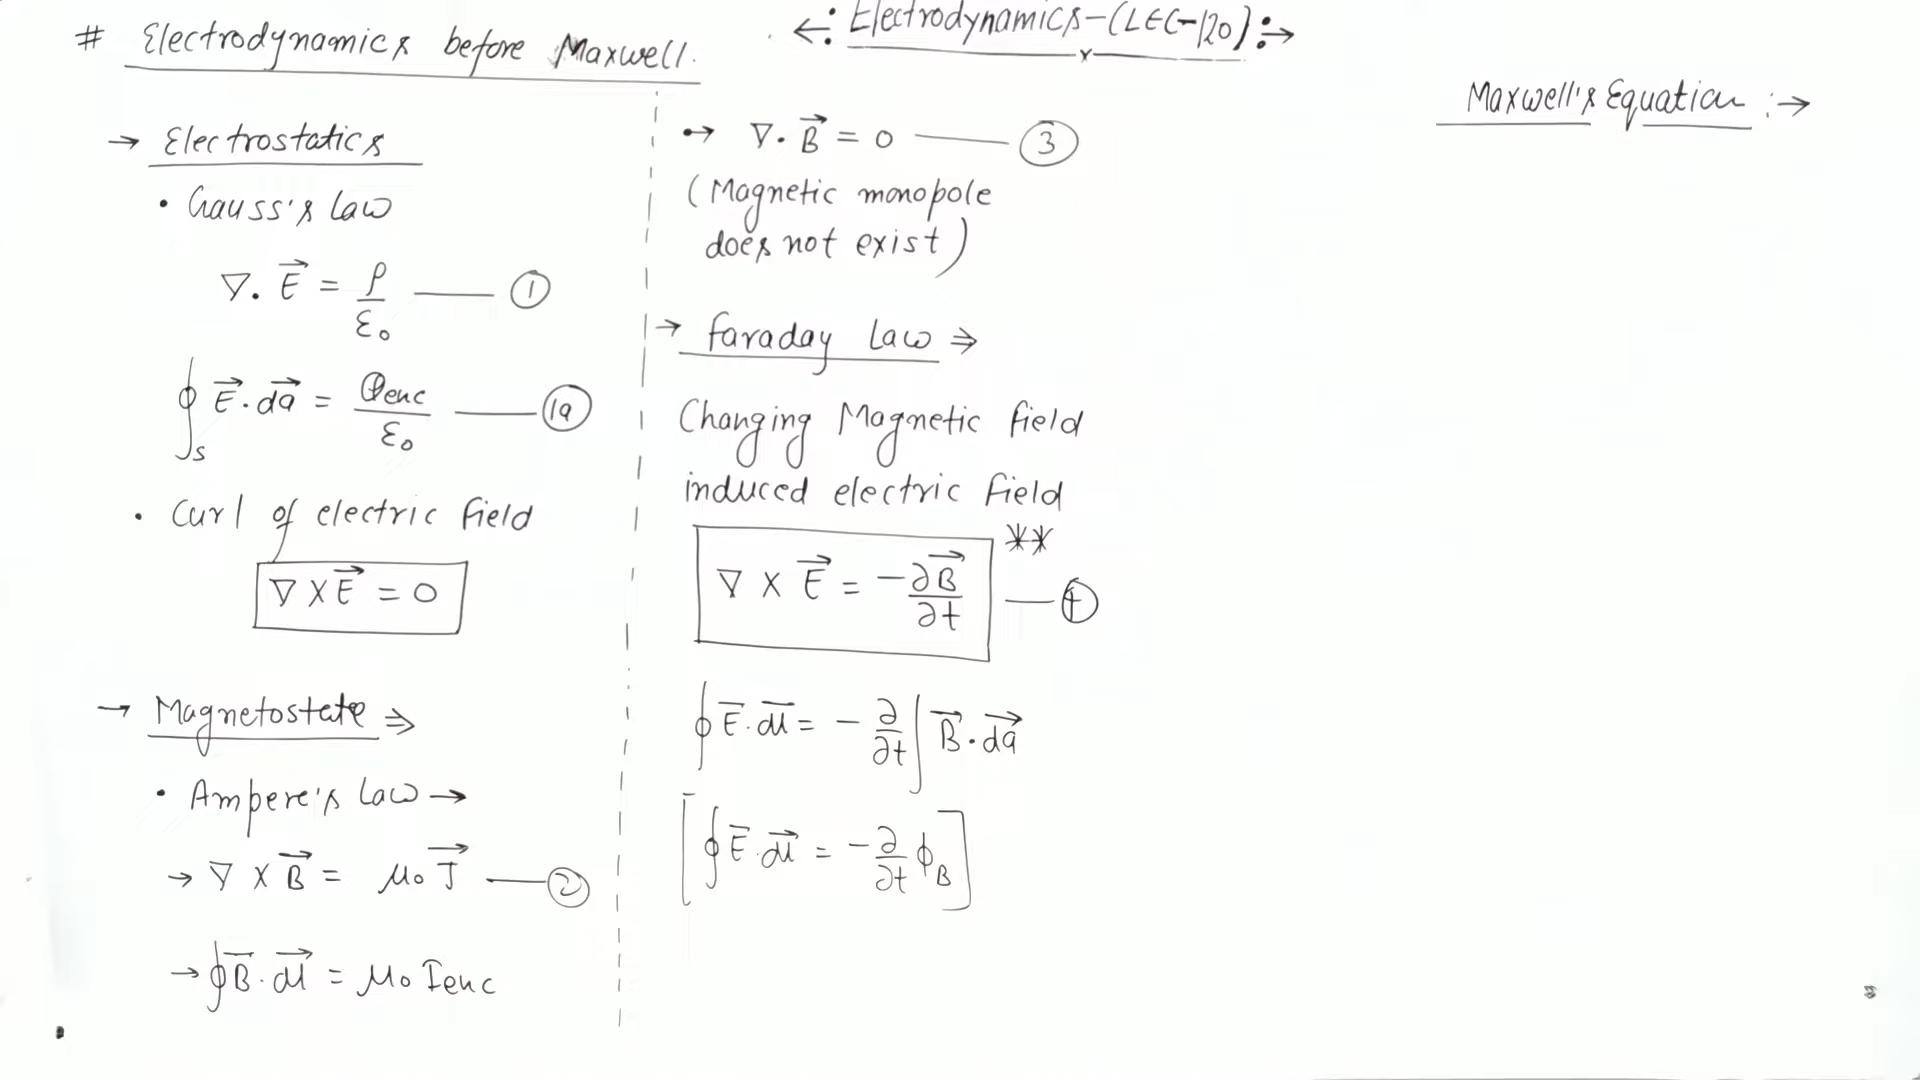 # Electrodynamics before Maxwell.
←: Electrodynamics-(LEC-120):→
Maxwell's Equation :→
→ Electrostatics
• Gauss's Law
∇. E⃗ = ρ/ε₀ —— ①
∮ₛ E⃗.da⃗ = Qenc/ε₀ —— (1a)
• Curl of electric field
∇ X E⃗ = 0
→ Magnetostate ⇒
• Ampere's Law →
→ ∇ X B⃗ = μ₀ J⃗ —— ②
→ ∮B⃗.dl⃗ = μ₀ Ienc
→ ∇. B⃗ = 0 —— ③
(Magnetic monopole
does not exist)
→ Faraday Law ⇒
Changing Magnetic field
induced electric field
**
∇ X E⃗ = -∂B⃗/∂t —— ④
∮ E⃗.dl⃗ = - ∂/∂t ∫ B⃗.da⃗
[∮ E⃗.dl⃗ = -∂/∂t ϕ_B]